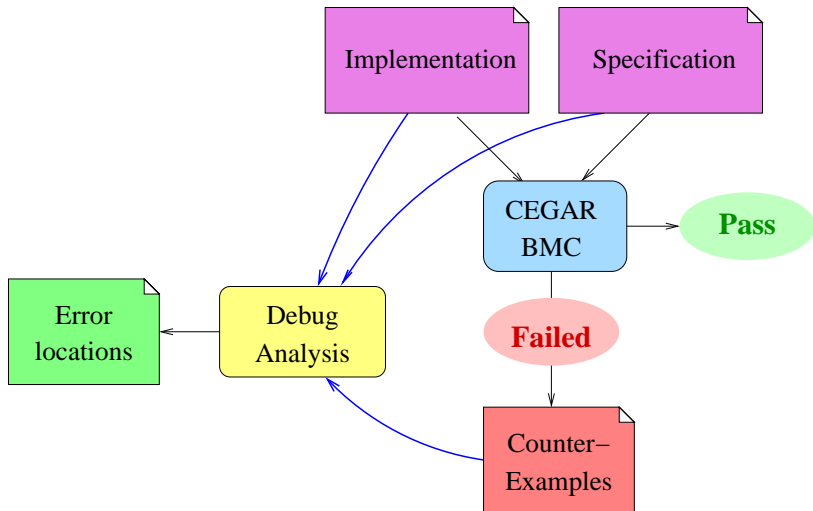 Implementation
Specification
CEGAR
BMC
Pass
Error
locations
Debug
Analysis
Failed
Counter–
Examples